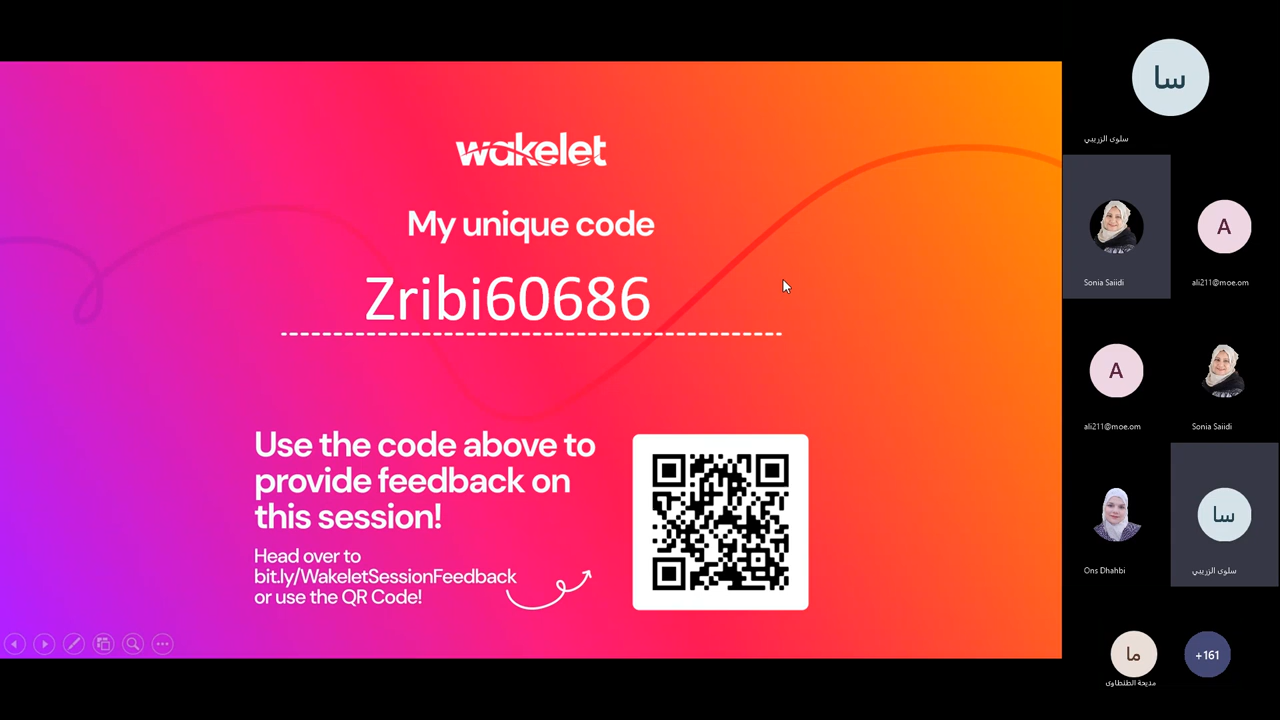 wakelet
My unique code
Zribi60686
Use the code above to
provide feedback on
this session!
Head over to
bit.ly/WakeletSessionFeedback
or use the QR Code!
سا
سلوى الزريبي
Sonia Saiidi
A
ali211@moe.om
A
ali211@moe.om
Sonia Saiidi
Ons Dhahbi
سا
سلوى الزريبي
ما
مديحة الطنطاوى
+161